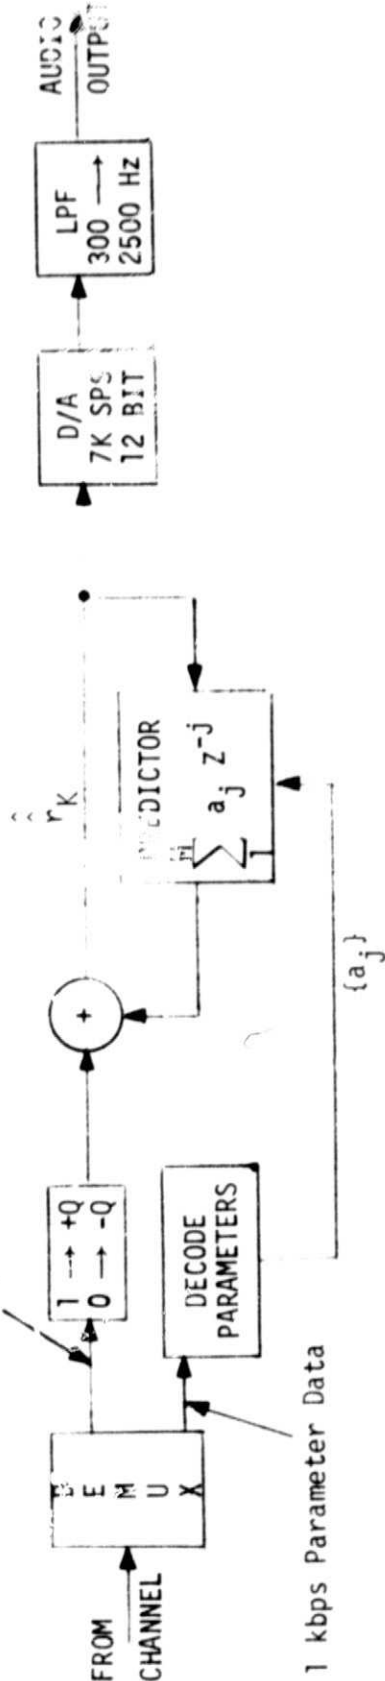 FROM
CHANNEL
E
M
U
X
1 → +Q
0 → -Q
DECODE
PARAMETERS
1 kbps Parameter Data
+
r̂̂K
m
∑ aj Z-j
1
{aj}
D/A
7K SPS
12 BIT
LPF
300 →
2500 Hz
AUDIO
OUTPUT